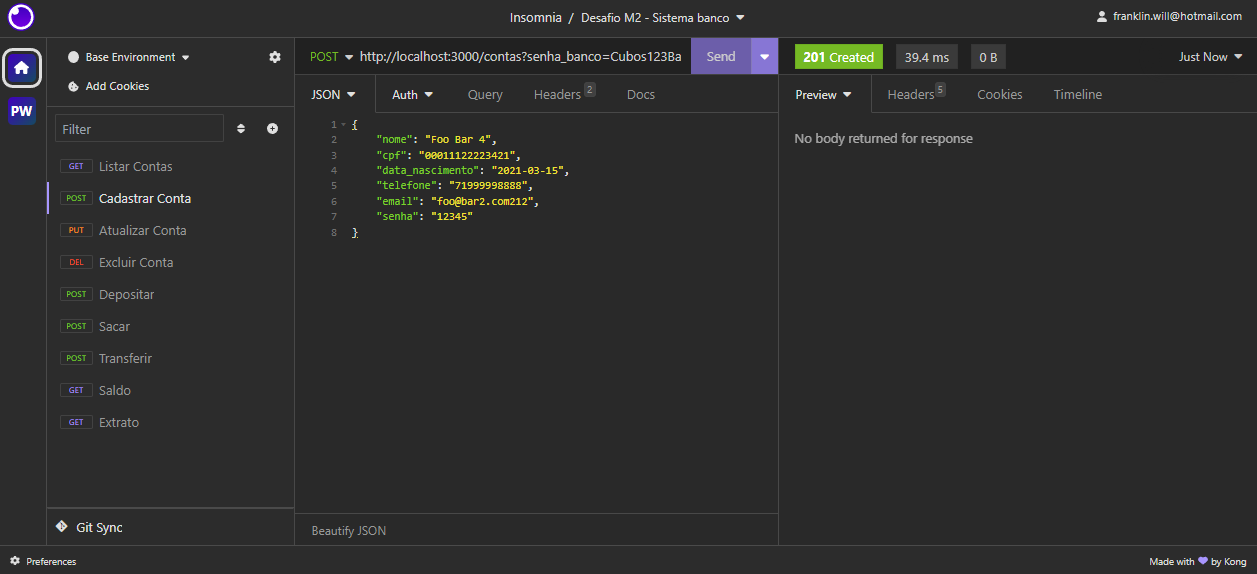 Insomnia / Desafio M2 - Sistema banco
franklin.will@hotmail.com
PW
Base Environment
Add Cookies
Filter
GET Listar Contas
POST Cadastrar Conta
PUT Atualizar Conta
DEL Excluir Conta
POST Depositar
POST Sacar
POST Transferir
GET Saldo
GET Extrato
Git Sync
POST http://localhost:3000/contas?senha_banco=Cubos123Ba Send
JSON Auth Query Headers 2 Docs
1 {
2 "nome": "Foo Bar 4",
3 "cpf": "00011122223421",
4 "data_nascimento": "2021-03-15",
5 "telefone": "71999998888",
6 "email": "foo@bar2.com212",
7 "senha": "12345"
8 }
Beautify JSON
201 Created 39.4 ms 0 B Just Now
Preview Headers 5 Cookies Timeline
No body returned for response
Preferences
Made with by Kong